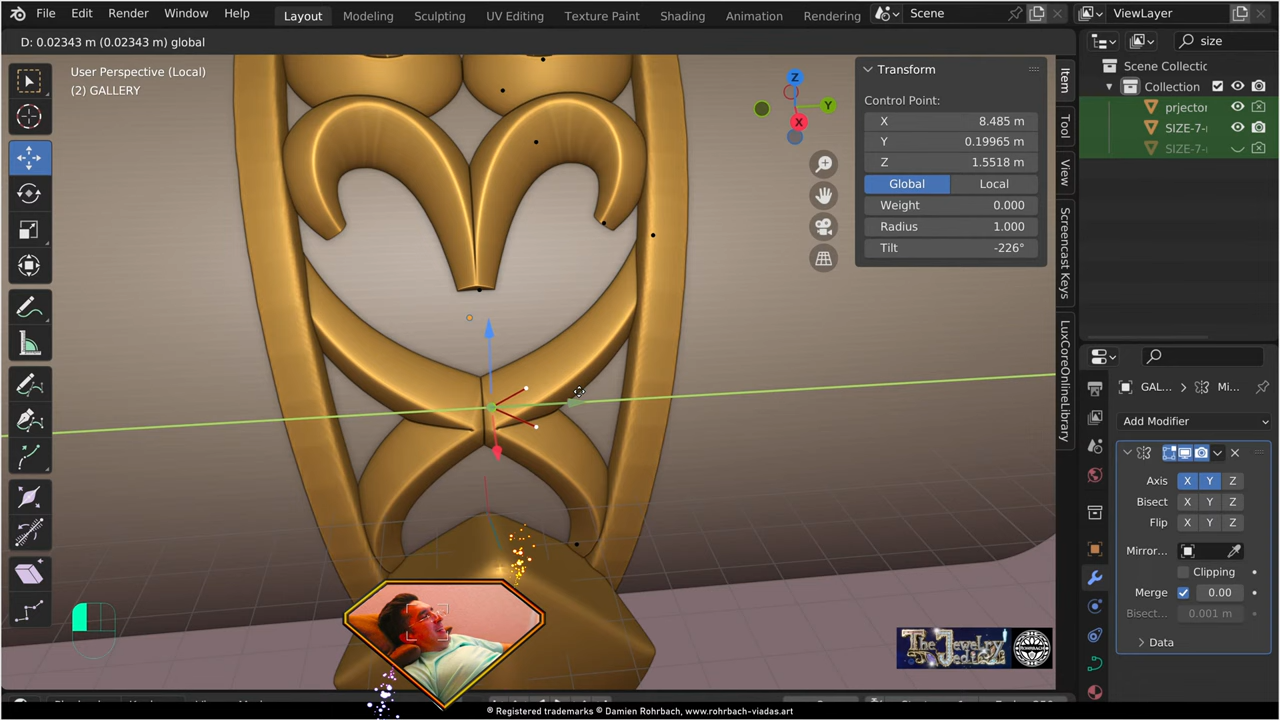 File Edit Render Window Help
Layout Modeling Sculpting UV Editing Texture Paint Shading Animation Rendering
Scene
ViewLayer
D: 0.02343 m (0.02343 m) global
size
User Perspective (Local)
(2) GALLERY
Z
Y
X
Transform
Control Point:
X 8.485 m
Y 0.19965 m
Z 1.5518 m
Global Local
Weight 0.000
Radius 1.000
Tilt -226°
Item
Tool
View
Screencast Keys
LuxCoreOnlineLibrary
Scene Collectic
Collection
prjector
SIZE-7-
SIZE-7-
GAL... > Mi...
Add Modifier
Axis X Y Z
Bisect X Y Z
Flip X Y Z
Mirror...
Clipping
Merge 0.00
Bisect... 0.001 m
Data
The Jewelry Jedi
ROHRBACH
® Registered trademarks © Damien Rohrbach, www.rohrbach-viadas.art